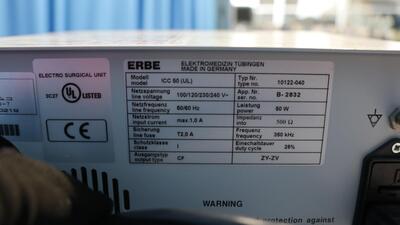 ELECTRO SURGICAL UNIT
3C27 UL LISTED
CE
ERBE ELEKTROMEDIZIN TÜBINGEN
MADE IN GERMANY
Modell model ICC 50 (UL) Typ Nr. type no. 10122-040
Netzspannung line voltage 100/120/230/240 V~ App. Nr. ser. no. B-2832
Netzfrequenz line frequency 50/60 Hz Leistung power 50 W
Netzstrom input current max. 1,0 A Impedanz into 500 Ω
Sicherung line fuse T2,0 A Frequenz frequency 350 kHz
Schutzklasse class I Einschaltdauer duty cycle 25%
Ausgangstyp output type CF ZY-ZV
WARNING
protection against